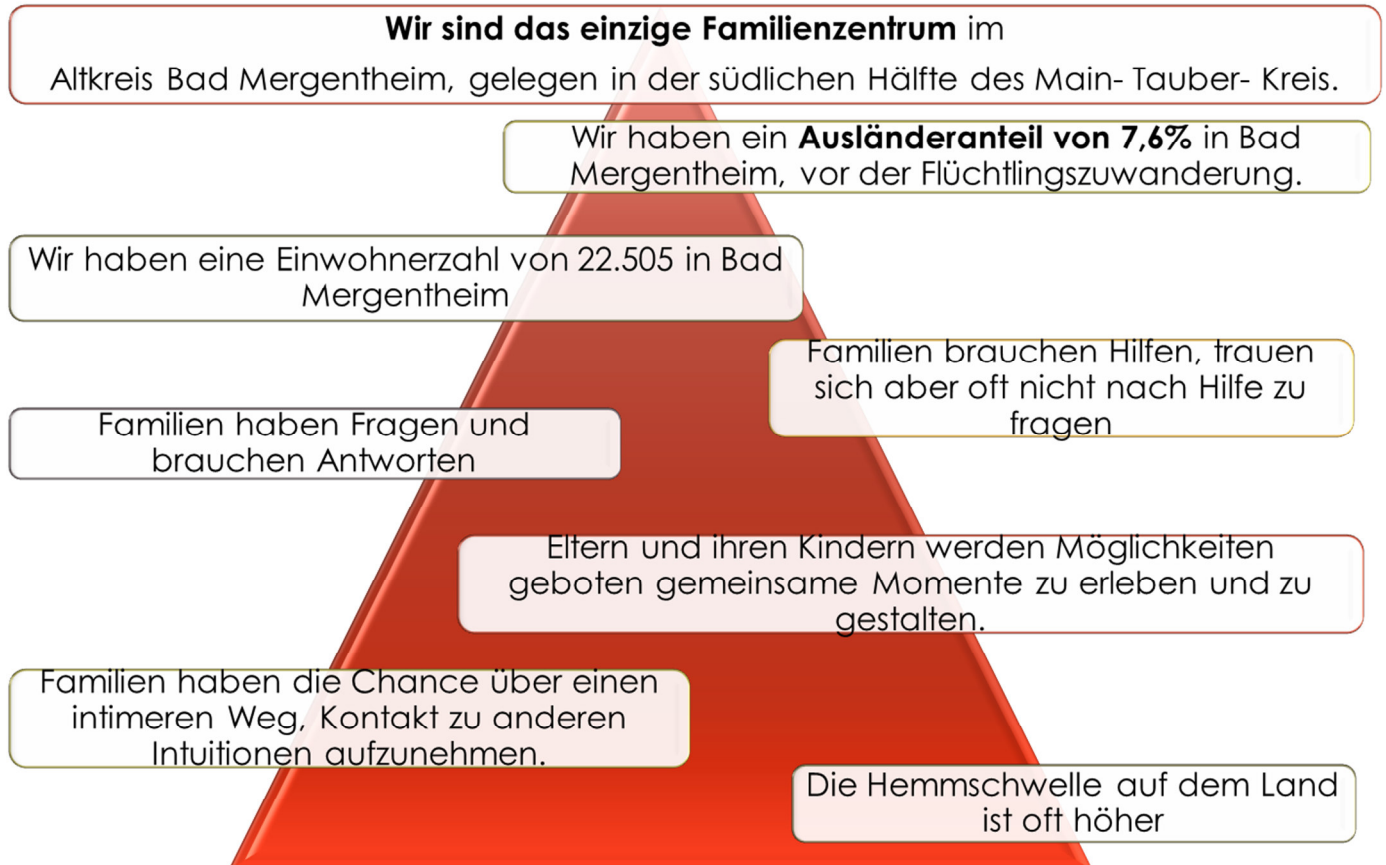 Wir sind das einzige Familienzentrum im
Altkreis Bad Mergentheim, gelegen in der südlichen Hälfte des Main- Tauber- Kreis.
Wir haben ein Ausländeranteil von 7,6% in Bad
Mergentheim, vor der Flüchtlingszuwanderung.
Wir haben eine Einwohnerzahl von 22.505 in Bad
Mergentheim
Familien brauchen Hilfen, trauen
sich aber oft nicht nach Hilfe zu
fragen
Familien haben Fragen und
brauchen Antworten
Eltern und ihren Kindern werden Möglichkeiten
geboten gemeinsame Momente zu erleben und zu
gestalten.
Familien haben die Chance über einen
intimeren Weg, Kontakt zu anderen
Intuitionen aufzunehmen.
Die Hemmschwelle auf dem Land
ist oft höher